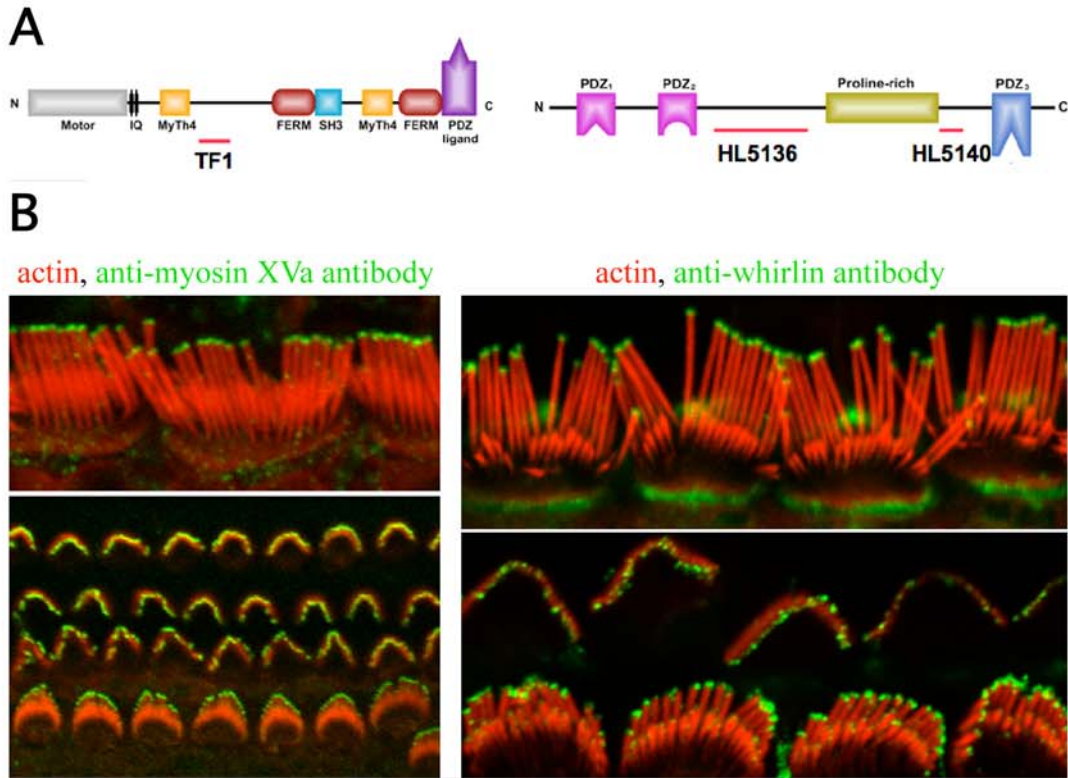 A
N
Motor
IQ
MyTh4
TF1
FERM
SH3
MyTh4
FERM
PDZ
ligand
C
N
PDZ₁
PDZ₂
HL5136
Proline-rich
HL5140
PDZ₃
C
B
actin, anti-myosin XVa antibody
actin, anti-whirlin antibody